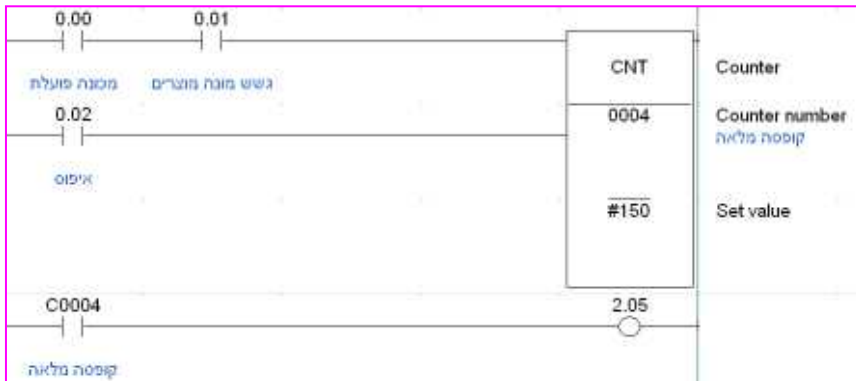 0.00 0.01
CNT Counter
מכונה פועלת גשש מונה מוצרים
0.02 0004 Counter number
קופסה מלאה
איפוס
#150 Set value
C0004 2.05
קופסה מלאה